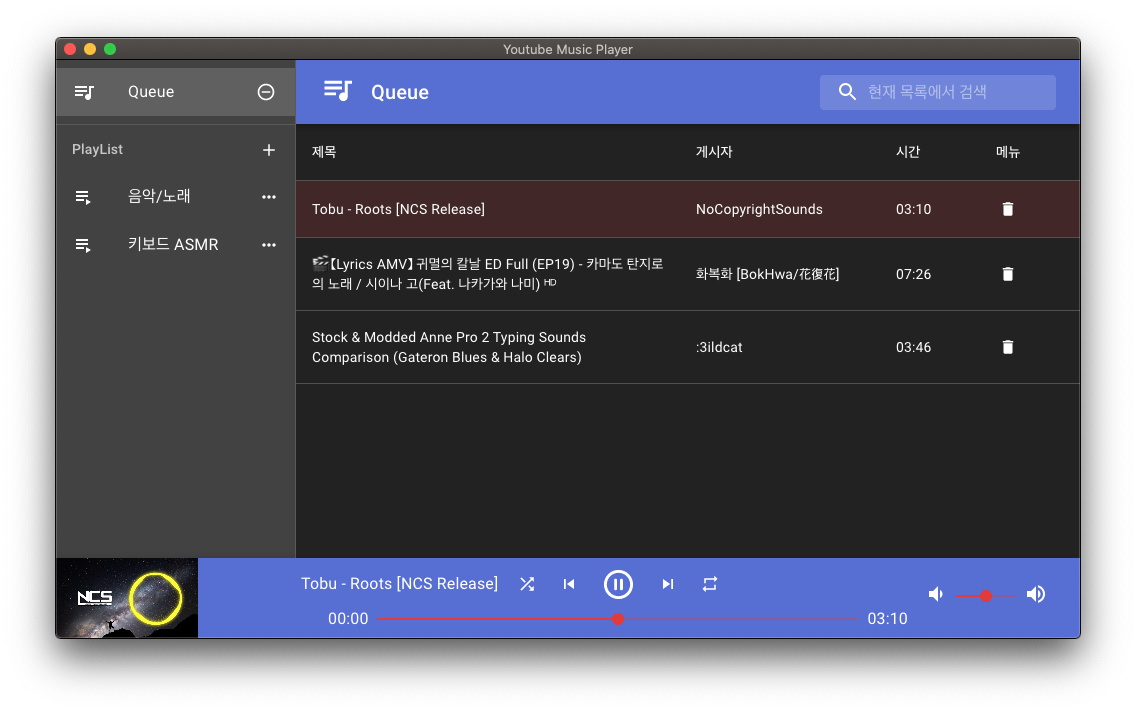 Youtube Music Player
Queue
PlayList
음악/노래
키보드 ASMR
Queue
현재 목록에서 검색
제목 게시자 시간 메뉴
Tobu - Roots [NCS Release] NoCopyrightSounds 03:10
🎬【Lyrics AMV】 귀멸의 칼날 ED Full (EP19) - 카마도 탄지로
의 노래 / 시이나 고(Feat. 나카가와 나미) ᴴᴰ
화복화 [BokHwa/花復花] 07:26
Stock & Modded Anne Pro 2 Typing Sounds
Comparison (Gateron Blues & Halo Clears)
:3ildcat 03:46
NCS
Tobu - Roots [NCS Release]
00:00 03:10